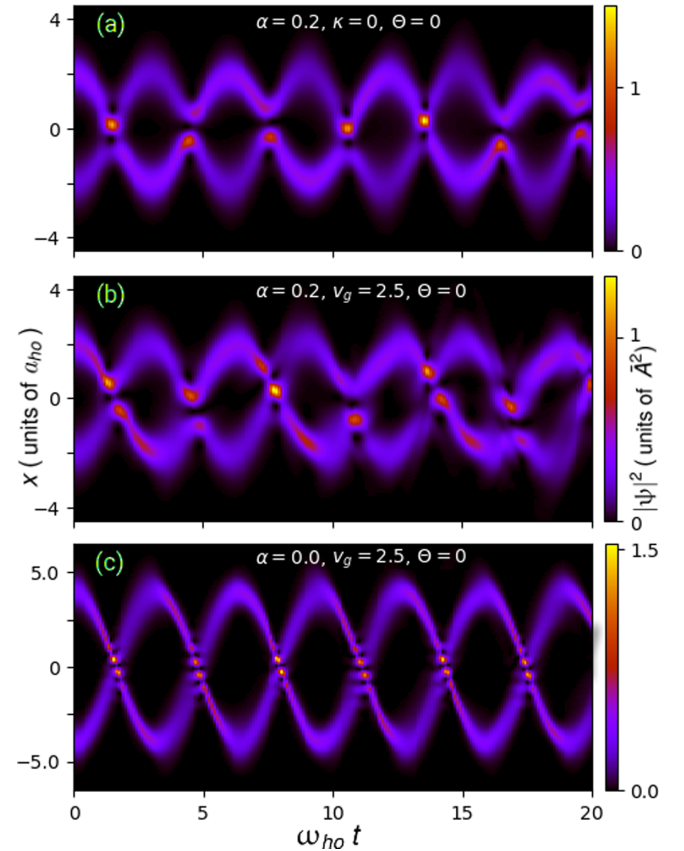 4
(a)
α = 0.2, κ = 0, Θ = 0
1
0
−4
0
4
(b)
α = 0.2, v_g = 2.5, Θ = 0
1
0
−4
0
x ( units of a_ho )
|ψ|² ( units of Ā² )
5.0
(c)
α = 0.0, v_g = 2.5, Θ = 0
1.5
0
−5.0
0.0
0 5 10 15 20
ω_ho t